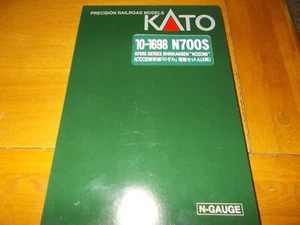 PRECISION RAILROAD MODELS
KATO
10-1698 N700S
N700S SERIES SHINKANSEN "NOZOMI"
N700S新幹線「のぞみ」増結セットA(4両)
N-GAUGE